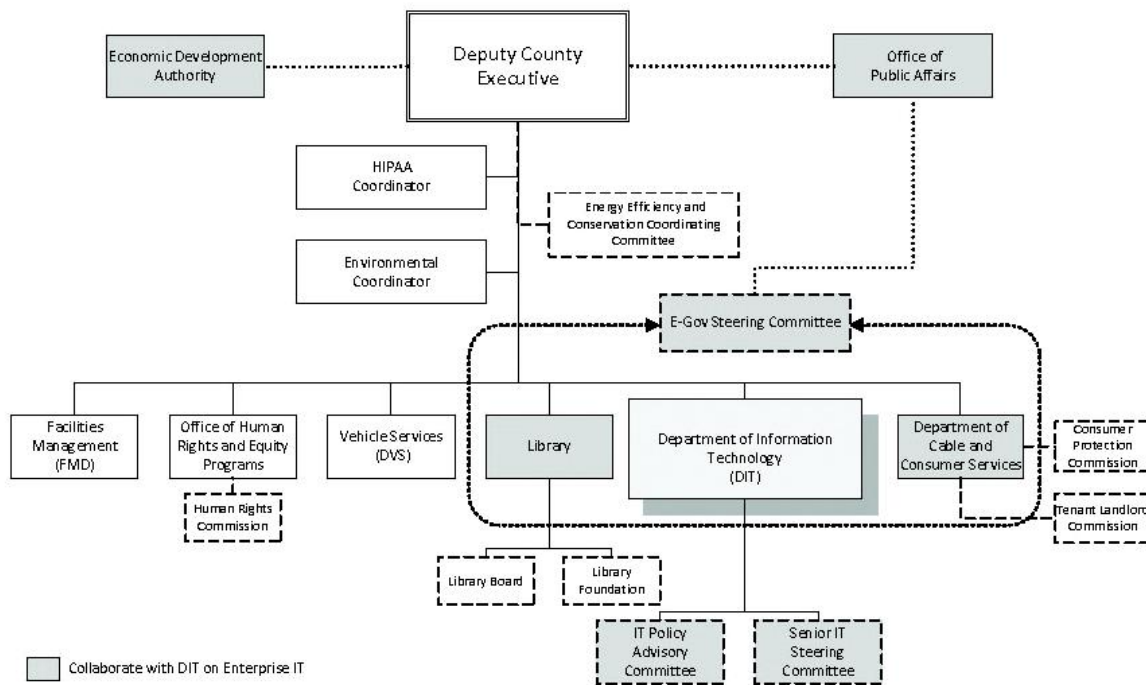 Economic Development
Authority
Deputy County
Executive
Office of
Public Affairs
HIPAA
Coordinator
Energy Efficiency and
Conservation Coordinating
Committee
Environmental
Coordinator
E-Gov Steering Committee
Facilities
Management
(FMD)
Office of Human
Rights and Equity
Programs
Vehicle Services
(DVS)
Library
Department of Information
Technology
(DIT)
Department of
Cable and
Consumer Services
Consumer
Protection
Commission
Human Rights
Commission
Tenant Landlord
Commission
Library Board
Library
Foundation
IT Policy
Advisory
Committee
Senior IT
Steering
Committee
Collaborate with DIT on Enterprise IT